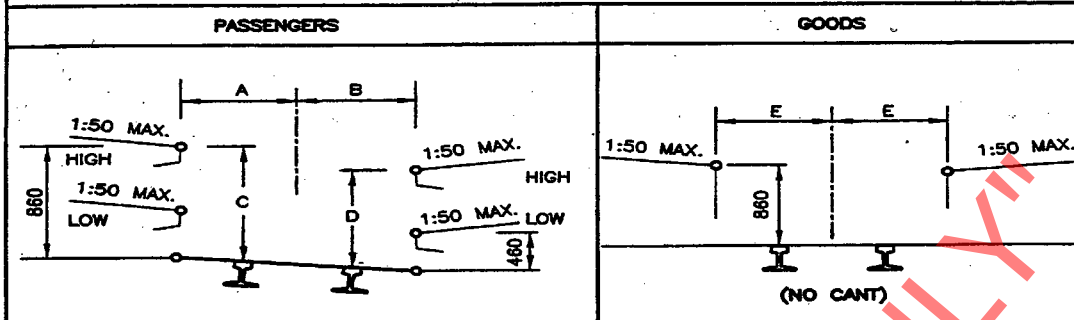 PASSENGERS
GOODS
A
B
1:50 MAX.
HIGH
1:50 MAX.
LOW
860
C
D
1:50 MAX.
HIGH
1:50 MAX. LOW
460
E
E
1:50 MAX.
1:50 MAX.
860
(NO CANT)